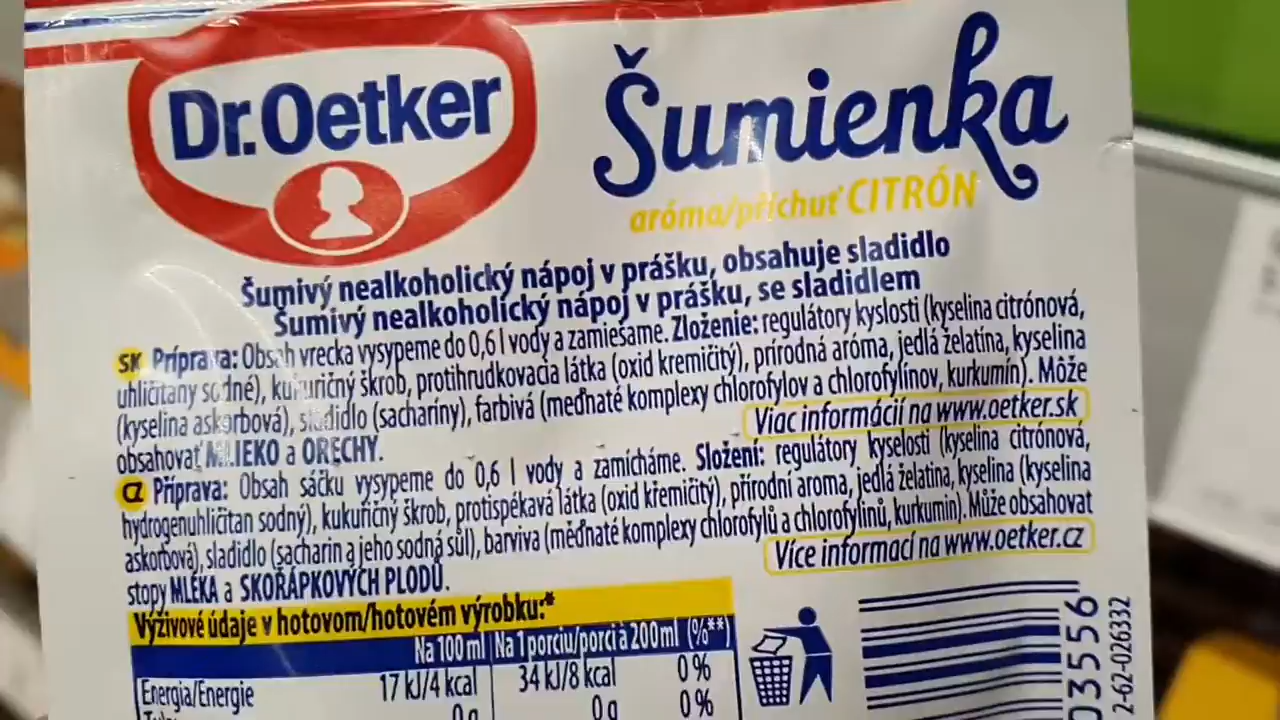 Dr.Oetker
Šumienka
aróma/příchuť CITRÓN
Šumivý nealkoholický nápoj v prášku, obsahuje sladidlo
Šumivý nealkoholický nápoj v prášku, se sladidlem
SK Príprava: Obsah vrecka vysypeme do 0,6 l vody a zamiešame. Zloženie: regulátory kyslosti (kyselina citrónová,
uhličitany sodné), kukuričný škrob, protihrudkovacia látka (oxid kremičitý), prírodná aróma, jedlá želatína, kyselina
(kyselina askorbová), sladidlo (sacharíny), farbivá (meďnaté komplexy chlorofylov a chlorofylínov, kurkumín). Môže
obsahovať MLIEKO a ORECHY.
Viac informácií na www.oetker.sk
CZ Příprava: Obsah sáčku vysypeme do 0,6 l vody a zamícháme. Složení: regulátory kyselosti (kyselina citrónová,
hydrogenuhličitan sodný), kukuřičný škrob, protispékavá látka (oxid křemičitý), přírodní aroma, jedlá želatina, kyselina (kyselina
askorbová), sladidlo (sacharin a jeho sodná sůl), barviva (měďnaté komplexy chlorofylů a chlorofylinů, kurkumin). Může obsahovat
stopy MLÉKA a SKOŘÁPKOVÝCH PLODŮ.
Více informací na www.oetker.cz
Výživové údaje v hotovom/hotovém výrobku:*
Na 100 ml Na 1 porciu/porci à 200ml (%**)
Energia/Energie 17 kJ/4 kcal 34 kJ/8 kcal 0 %
0 g 0 g 0 %
03556
2-62-026332